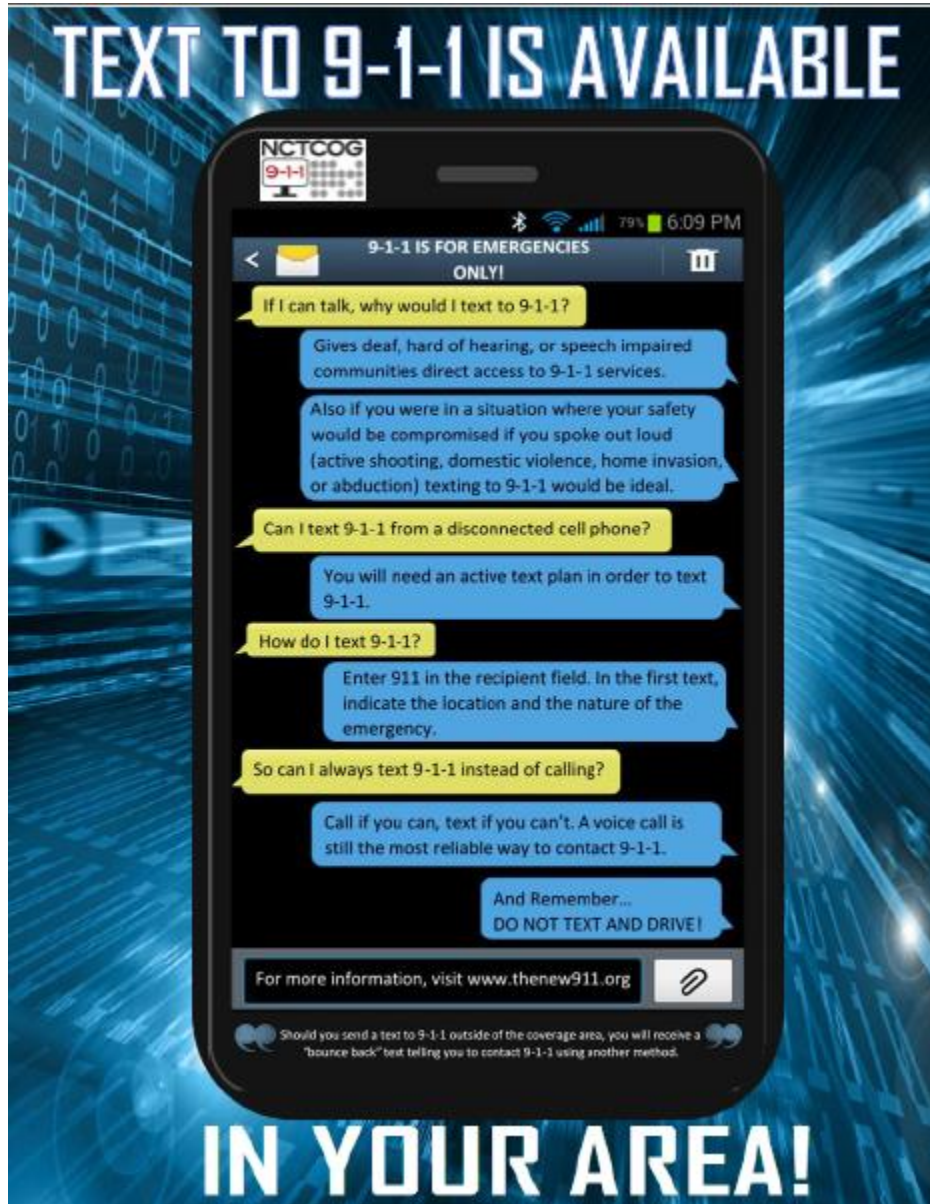 TEXT TO 9-1-1 IS AVAILABLE
NCTCOG
9-1-1
79% 6:09 PM
<
9-1-1 IS FOR EMERGENCIES
ONLY!
If I can talk, why would I text to 9-1-1?
Gives deaf, hard of hearing, or speech impaired
communities direct access to 9-1-1 services.
Also if you were in a situation where your safety
would be compromised if you spoke out loud
(active shooting, domestic violence, home invasion,
or abduction) texting to 9-1-1 would be ideal.
Can I text 9-1-1 from a disconnected cell phone?
You will need an active text plan in order to text
9-1-1.
How do I text 9-1-1?
Enter 911 in the recipient field. In the first text,
indicate the location and the nature of the
emergency.
So can I always text 9-1-1 instead of calling?
Call if you can, text if you can't. A voice call is
still the most reliable way to contact 9-1-1.
And Remember...
DO NOT TEXT AND DRIVE!
For more information, visit www.thenew911.org
Should you send a text to 9-1-1 outside of the coverage area, you will receive a
"bounce back" text telling you to contact 9-1-1 using another method.
IN YOUR AREA!